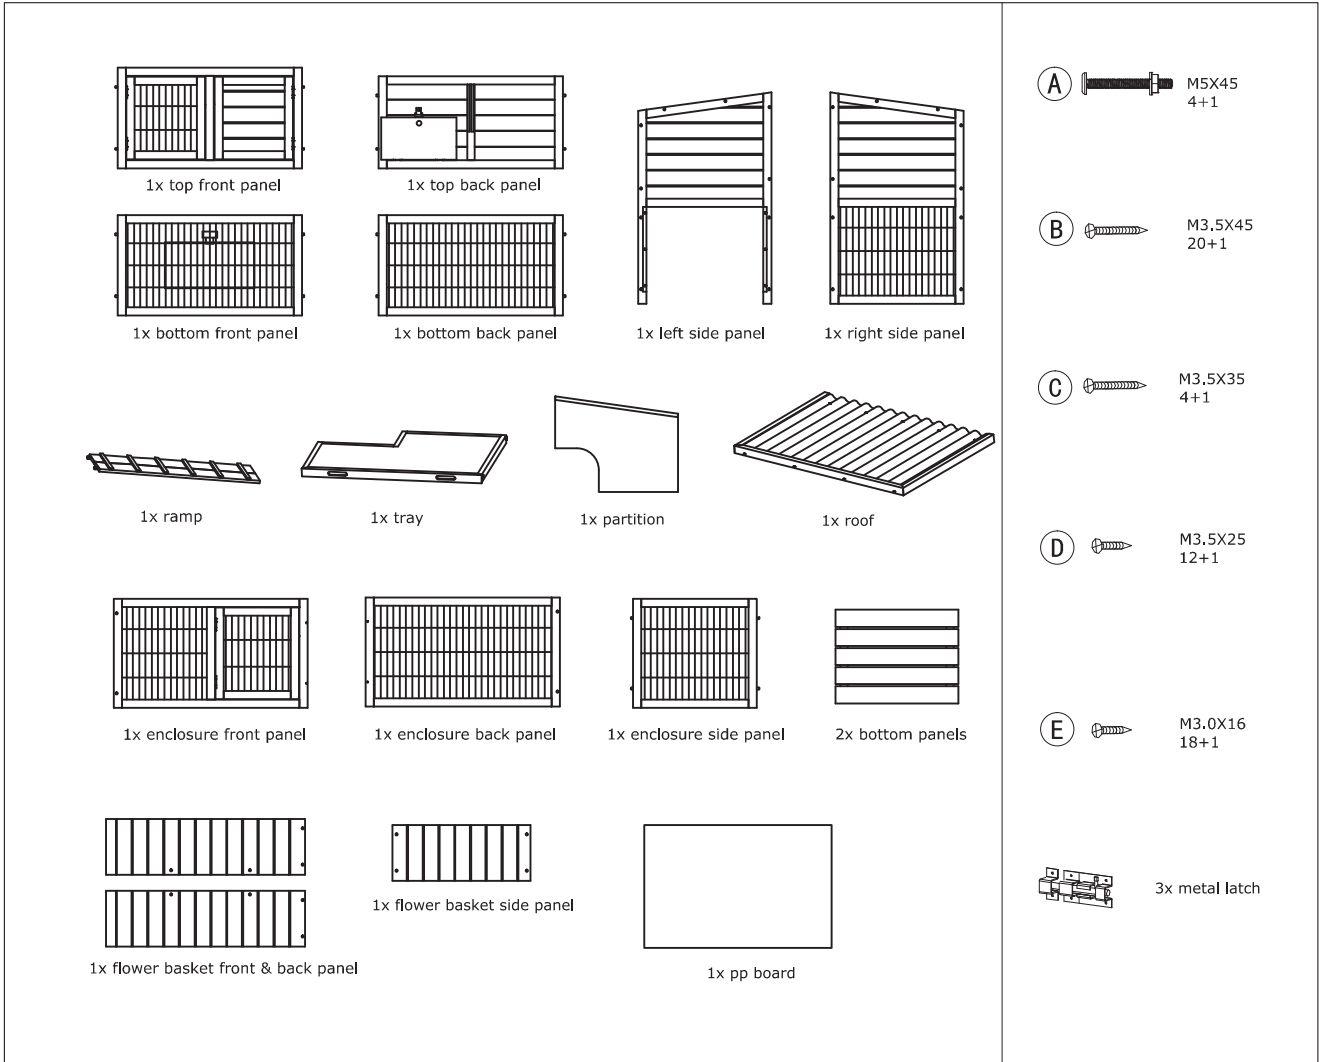 1x top front panel
1x top back panel
1x bottom front panel
1x bottom back panel
1x left side panel
1x right side panel
1x ramp
1x tray
1x partition
1x roof
1x enclosure front panel
1x enclosure back panel
1x enclosure side panel
2x bottom panels
1x flower basket front & back panel
1x flower basket side panel
1x pp board
A
M5X45
4+1
B
M3.5X45
20+1
C
M3.5X35
4+1
D
M3.5X25
12+1
E
M3.0X16
18+1
3x metal latch